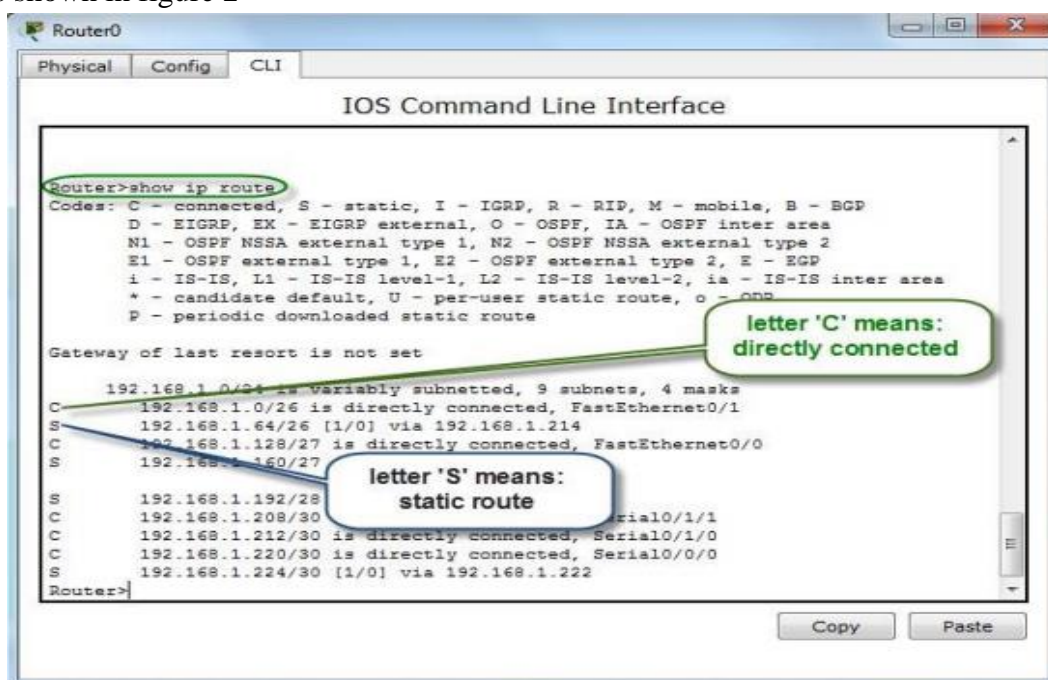 shown in figure 2
Router0
Physical Config CLI
IOS Command Line Interface
Router>show ip route
Codes: C - connected, S - static, I - IGRP, R - RIP, M - mobile, B - BGP
D - EIGRP, EX - EIGRP external, O - OSPF, IA - OSPF inter area
N1 - OSPF NSSA external type 1, N2 - OSPF NSSA external type 2
E1 - OSPF external type 1, E2 - OSPF external type 2, E - EGP
i - IS-IS, L1 - IS-IS level-1, L2 - IS-IS level-2, ia - IS-IS inter area
* - candidate default, U - per-user static route, o - ODR
P - periodic downloaded static route
letter 'C' means:
directly connected
Gateway of last resort is not set
192.168.1.0/24 is variably subnetted, 9 subnets, 4 masks
C 192.168.1.0/26 is directly connected, FastEthernet0/1
S 192.168.1.64/26 [1/0] via 192.168.1.214
C 192.168.1.128/27 is directly connected, FastEthernet0/0
S 192.168.1.160/27
letter 'S' means:
static route
S 192.168.1.192/28
C 192.168.1.208/30 rial0/1/1
C 192.168.1.212/30 is directly connected, Serial0/1/0
C 192.168.1.220/30 is directly connected, Serial0/0/0
S 192.168.1.224/30 [1/0] via 192.168.1.222
Router>
Copy Paste